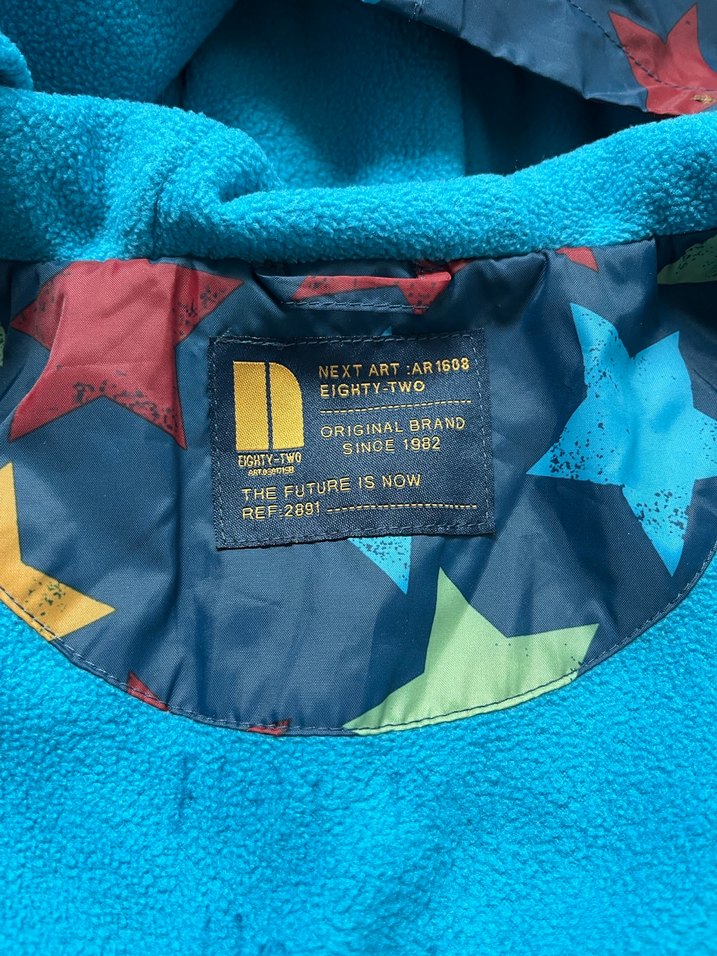 NEXT ART :AR1608
EIGHTY-TWO
ORIGINAL BRAND
SINCE 1982
EIGHTY-TWO
THE FUTURE IS NOW
REF:2891